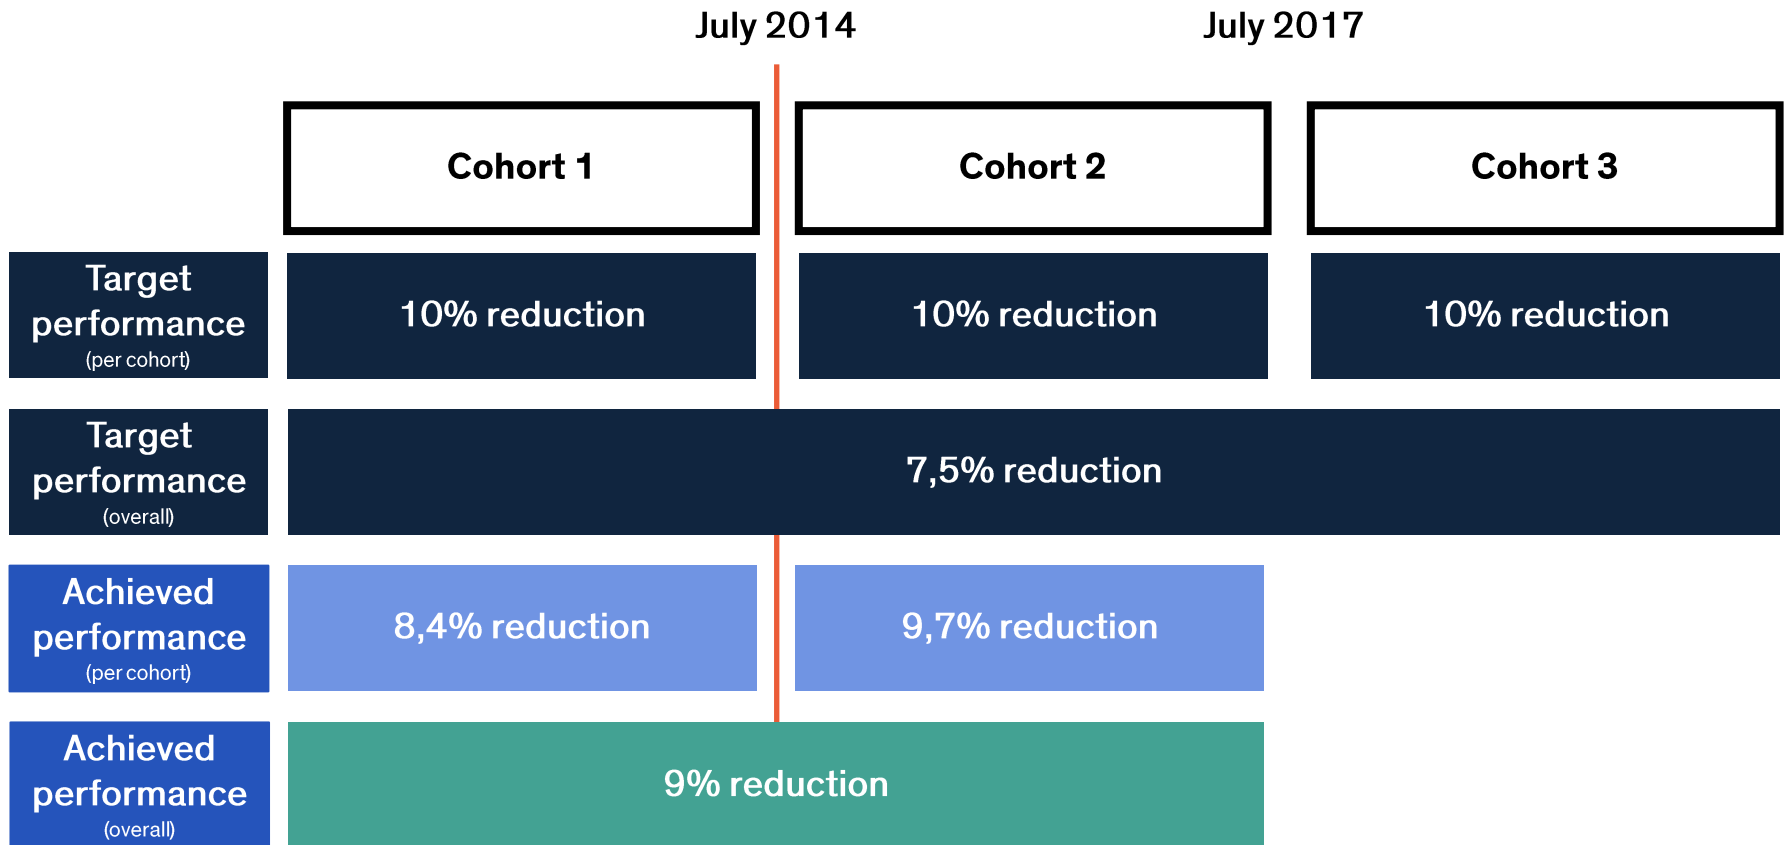 July 2014
July 2017
Cohort 1
Cohort 2
Cohort 3
Target
performance
(per cohort)
10% reduction
10% reduction
10% reduction
Target
performance
(overall)
7,5% reduction
Achieved
performance
(per cohort)
8,4% reduction
9,7% reduction
Achieved
performance
(overall)
9% reduction